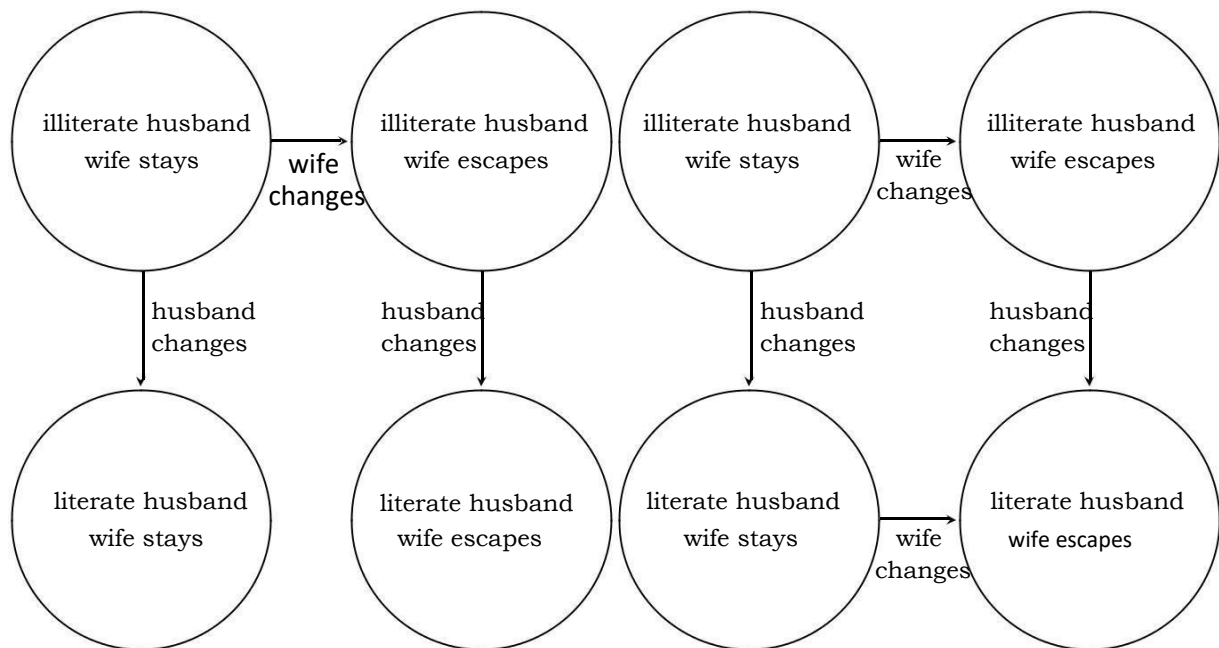 illiterate husband
wife stays
wife
changes
illiterate husband
wife escapes
illiterate husband
wife stays
wife
changes
illiterate husband
wife escapes
husband
changes
husband
changes
husband
changes
husband
changes
literate husband
wife stays
literate husband
wife escapes
literate husband
wife stays
wife
changes
literate husband
wife escapes